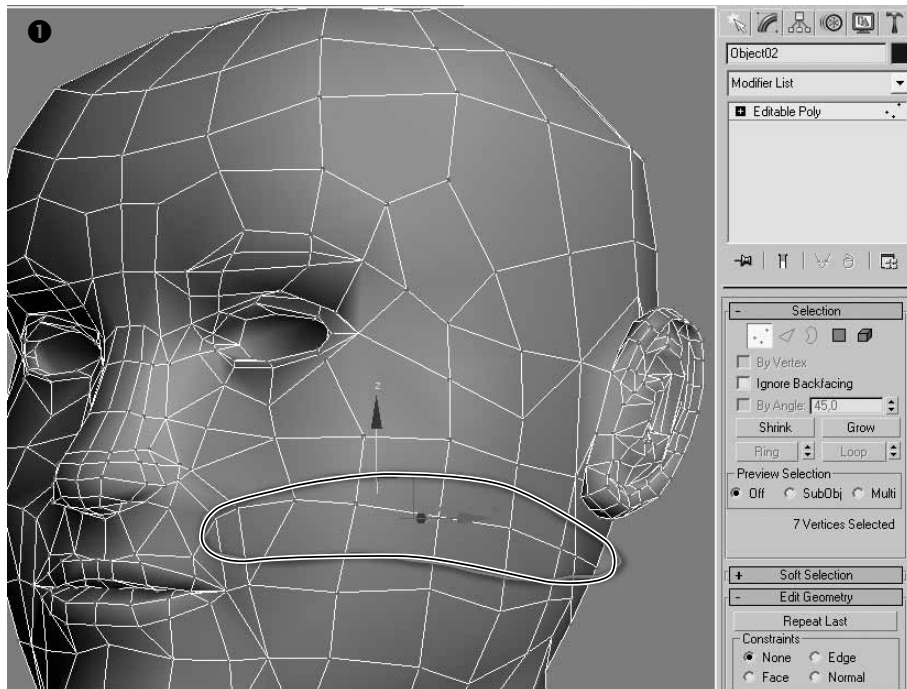 ❶
Object02
Modifier List
Editable Poly
Selection
By Vertex
Ignore Backfacing
By Angle: 45,0
Shrink Grow
Ring Loop
Preview Selection
Off SubObj Multi
7 Vertices Selected
Soft Selection
Edit Geometry
Repeat Last
Constraints
None Edge
Face Normal
z